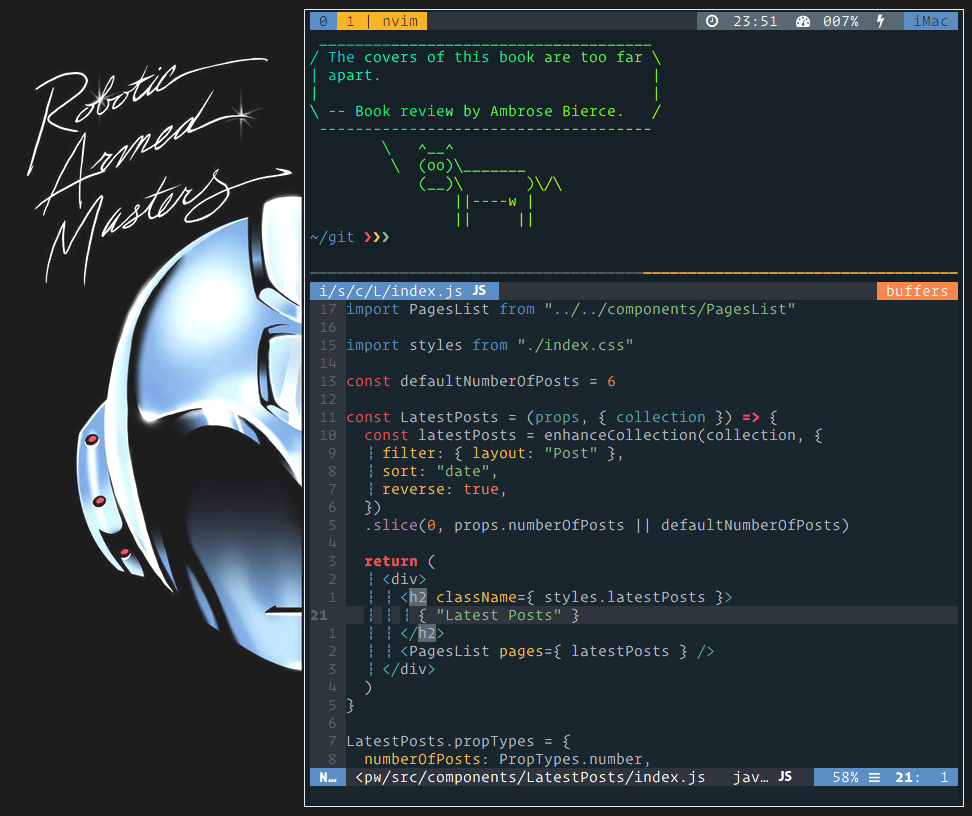 Robotic
Armed
Masters
0 1 | nvim 23:51 007% iMac
 _____________________________________
/ The covers of this book are too far \
| apart.                              |
|                                     |
\ -- Book review by Ambrose Bierce.   /
 -------------------------------------
        \   ^__^
         \  (oo)\_______
            (__)\       )\/\
                ||----w |
                ||     ||
~/git ❯❯❯
i/s/c/L/index.js JS buffers
17 import PagesList from "../../components/PagesList"
16
15 import styles from "./index.css"
14
13 const defaultNumberOfPosts = 6
12
11 const LatestPosts = (props, { collection }) => {
10   const latestPosts = enhanceCollection(collection, {
9   ¦ filter: { layout: "Post" },
8   ¦ sort: "date",
7   ¦ reverse: true,
6   })
5   .slice(0, props.numberOfPosts || defaultNumberOfPosts)
4
3   return (
2   ¦ <div>
1   ¦ ¦ <h2 className={ styles.latestPosts }>
21   ¦ ¦ ¦ { "Latest Posts" }
1   ¦ ¦ </h2>
2   ¦ ¦ <PagesList pages={ latestPosts } />
3   ¦ </div>
4   )
5 }
6
7 LatestPosts.propTypes = {
8   numberOfPosts: PropTypes.number,
N… <pw/src/components/LatestPosts/index.js jav… JS 58% ☰ 21: 1